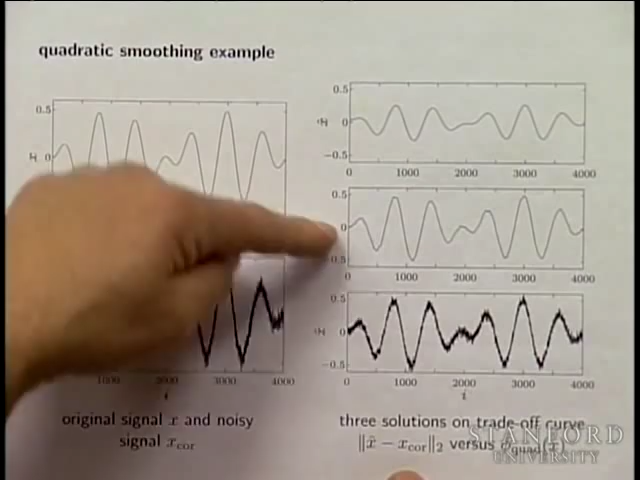 quadratic smoothing example
0.5
x
0
1000
2000
3000
4000
t
original signal x and noisy
signal x_cor
0.5
x̂
0
−0.5
0
1000
2000
3000
4000
0.5
0
0.5
0
1000
2000
3000
4000
0.5
x̂
0
−0.5
0
1000
2000
3000
4000
t
three solutions on trade-off curve
‖x̂ − x_cor‖₂ versus ϕ_quad(x̂)
STANFORD
UNIVERSITY